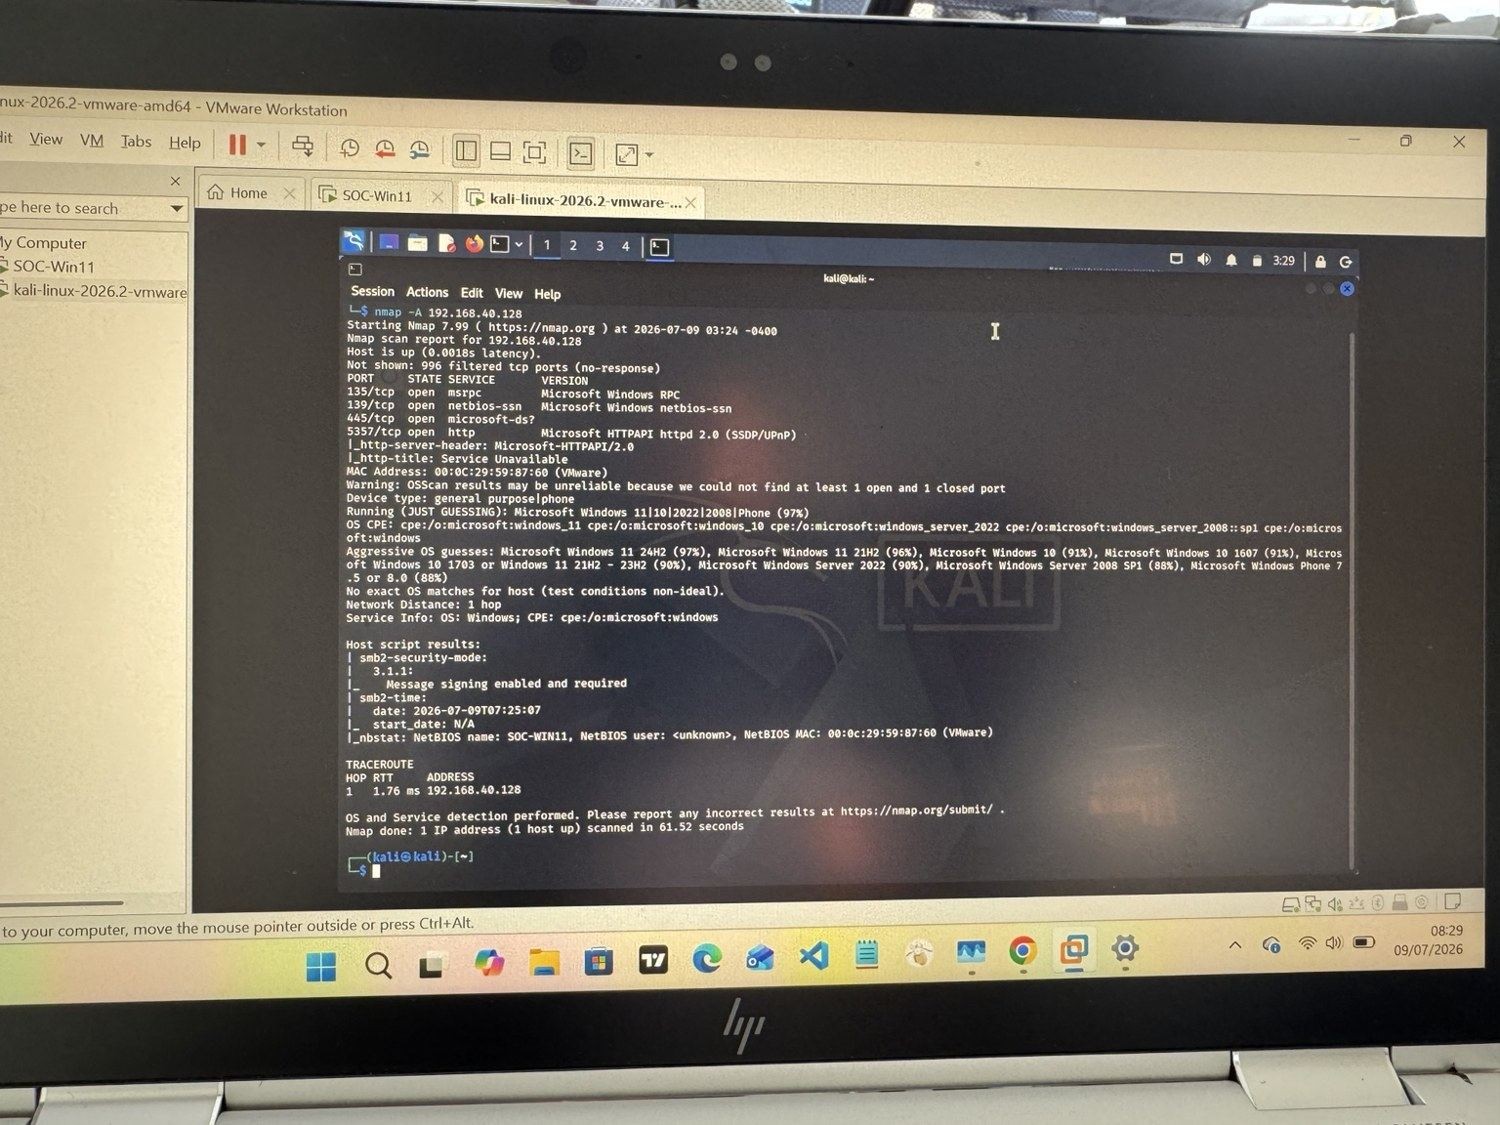 nux-2026.2-vmware-amd64 - VMware Workstation
dit View VM Tabs Help
pe here to search
Home
SOC-Win11
kali-linux-2026.2-vmware-...
My Computer
SOC-Win11
kali-linux-2026.2-vmware
1 2 3 4
3:29
kali@kali: ~
Session Actions Edit View Help
└─$ nmap -A 192.168.40.128
Starting Nmap 7.99 ( https://nmap.org ) at 2026-07-09 03:24 -0400
Nmap scan report for 192.168.40.128
Host is up (0.0018s latency).
Not shown: 996 filtered tcp ports (no-response)
PORT STATE SERVICE VERSION
135/tcp open msrpc Microsoft Windows RPC
139/tcp open netbios-ssn Microsoft Windows netbios-ssn
445/tcp open microsoft-ds?
5357/tcp open http Microsoft HTTPAPI httpd 2.0 (SSDP/UPnP)
|_http-server-header: Microsoft-HTTPAPI/2.0
|_http-title: Service Unavailable
MAC Address: 00:0C:29:59:87:60 (VMware)
Warning: OSScan results may be unreliable because we could not find at least 1 open and 1 closed port
Device type: general purpose|phone
Running (JUST GUESSING): Microsoft Windows 11|10|2022|2008|Phone (97%)
OS CPE: cpe:/o:microsoft:windows_11 cpe:/o:microsoft:windows_10 cpe:/o:microsoft:windows_server_2022 cpe:/o:microsoft:windows_server_2008::sp1 cpe:/o:micros
oft:windows
Aggressive OS guesses: Microsoft Windows 11 24H2 (97%), Microsoft Windows 11 21H2 (96%), Microsoft Windows 10 (91%), Microsoft Windows 10 1607 (91%), Micros
oft Windows 10 1703 or Windows 11 21H2 - 23H2 (90%), Microsoft Windows Server 2022 (90%), Microsoft Windows Server 2008 SP1 (88%), Microsoft Windows Phone 7
.5 or 8.0 (88%)
No exact OS matches for host (test conditions non-ideal).
Network Distance: 1 hop
Service Info: OS: Windows; CPE: cpe:/o:microsoft:windows
KALI
Host script results:
| smb2-security-mode:
|   3.1.1:
|_    Message signing enabled and required
| smb2-time:
|   date: 2026-07-09T07:25:07
|_  start_date: N/A
|_nbstat: NetBIOS name: SOC-WIN11, NetBIOS user: <unknown>, NetBIOS MAC: 00:0c:29:59:87:60 (VMware)
TRACEROUTE
HOP RTT ADDRESS
1 1.76 ms 192.168.40.128
OS and Service detection performed. Please report any incorrect results at https://nmap.org/submit/ .
Nmap done: 1 IP address (1 host up) scanned in 61.52 seconds
┌──(kali㉿kali)-[~]
└─$
to your computer, move the mouse pointer outside or press Ctrl+Alt.
08:29
09/07/2026
hp